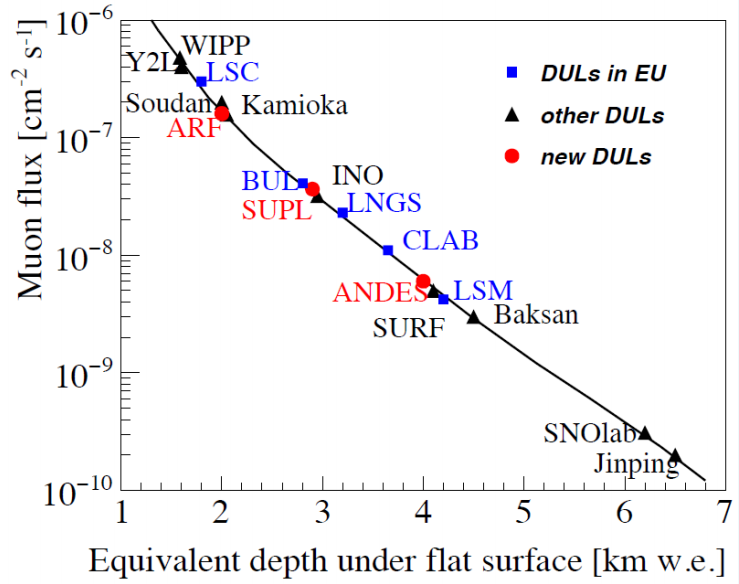 10⁻⁶
10⁻⁷
10⁻⁸
10⁻⁹
10⁻¹⁰
Muon flux [cm⁻² s⁻¹]
WIPP
Y2L
LSC
Soudan
Kamioka
ARF
BUL
INO
SUPL
LNGS
CLAB
ANDES
LSM
SURF
Baksan
SNOlab
Jinping
DULs in EU
other DULs
new DULs
1 2 3 4 5 6 7
Equivalent depth under flat surface [km w.e.]